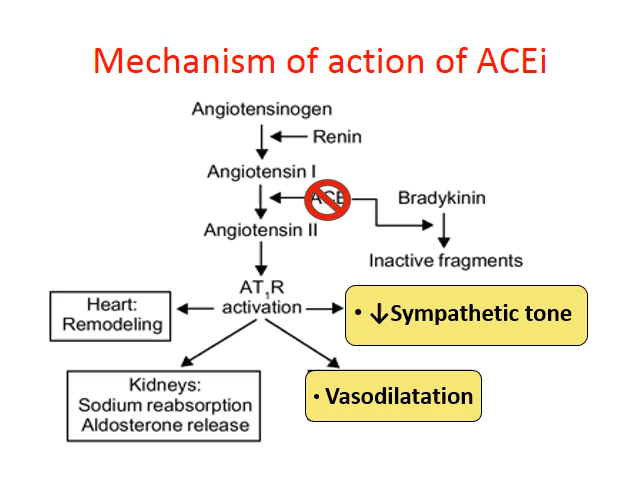 Mechanism of action of ACEi
Angiotensinogen
Renin
Angiotensin I
ACE
Bradykinin
Angiotensin II
Inactive fragments
AT1R
activation
Heart:
Remodeling
• ↓Sympathetic tone
Kidneys:
Sodium reabsorption
Aldosterone release
• Vasodilatation